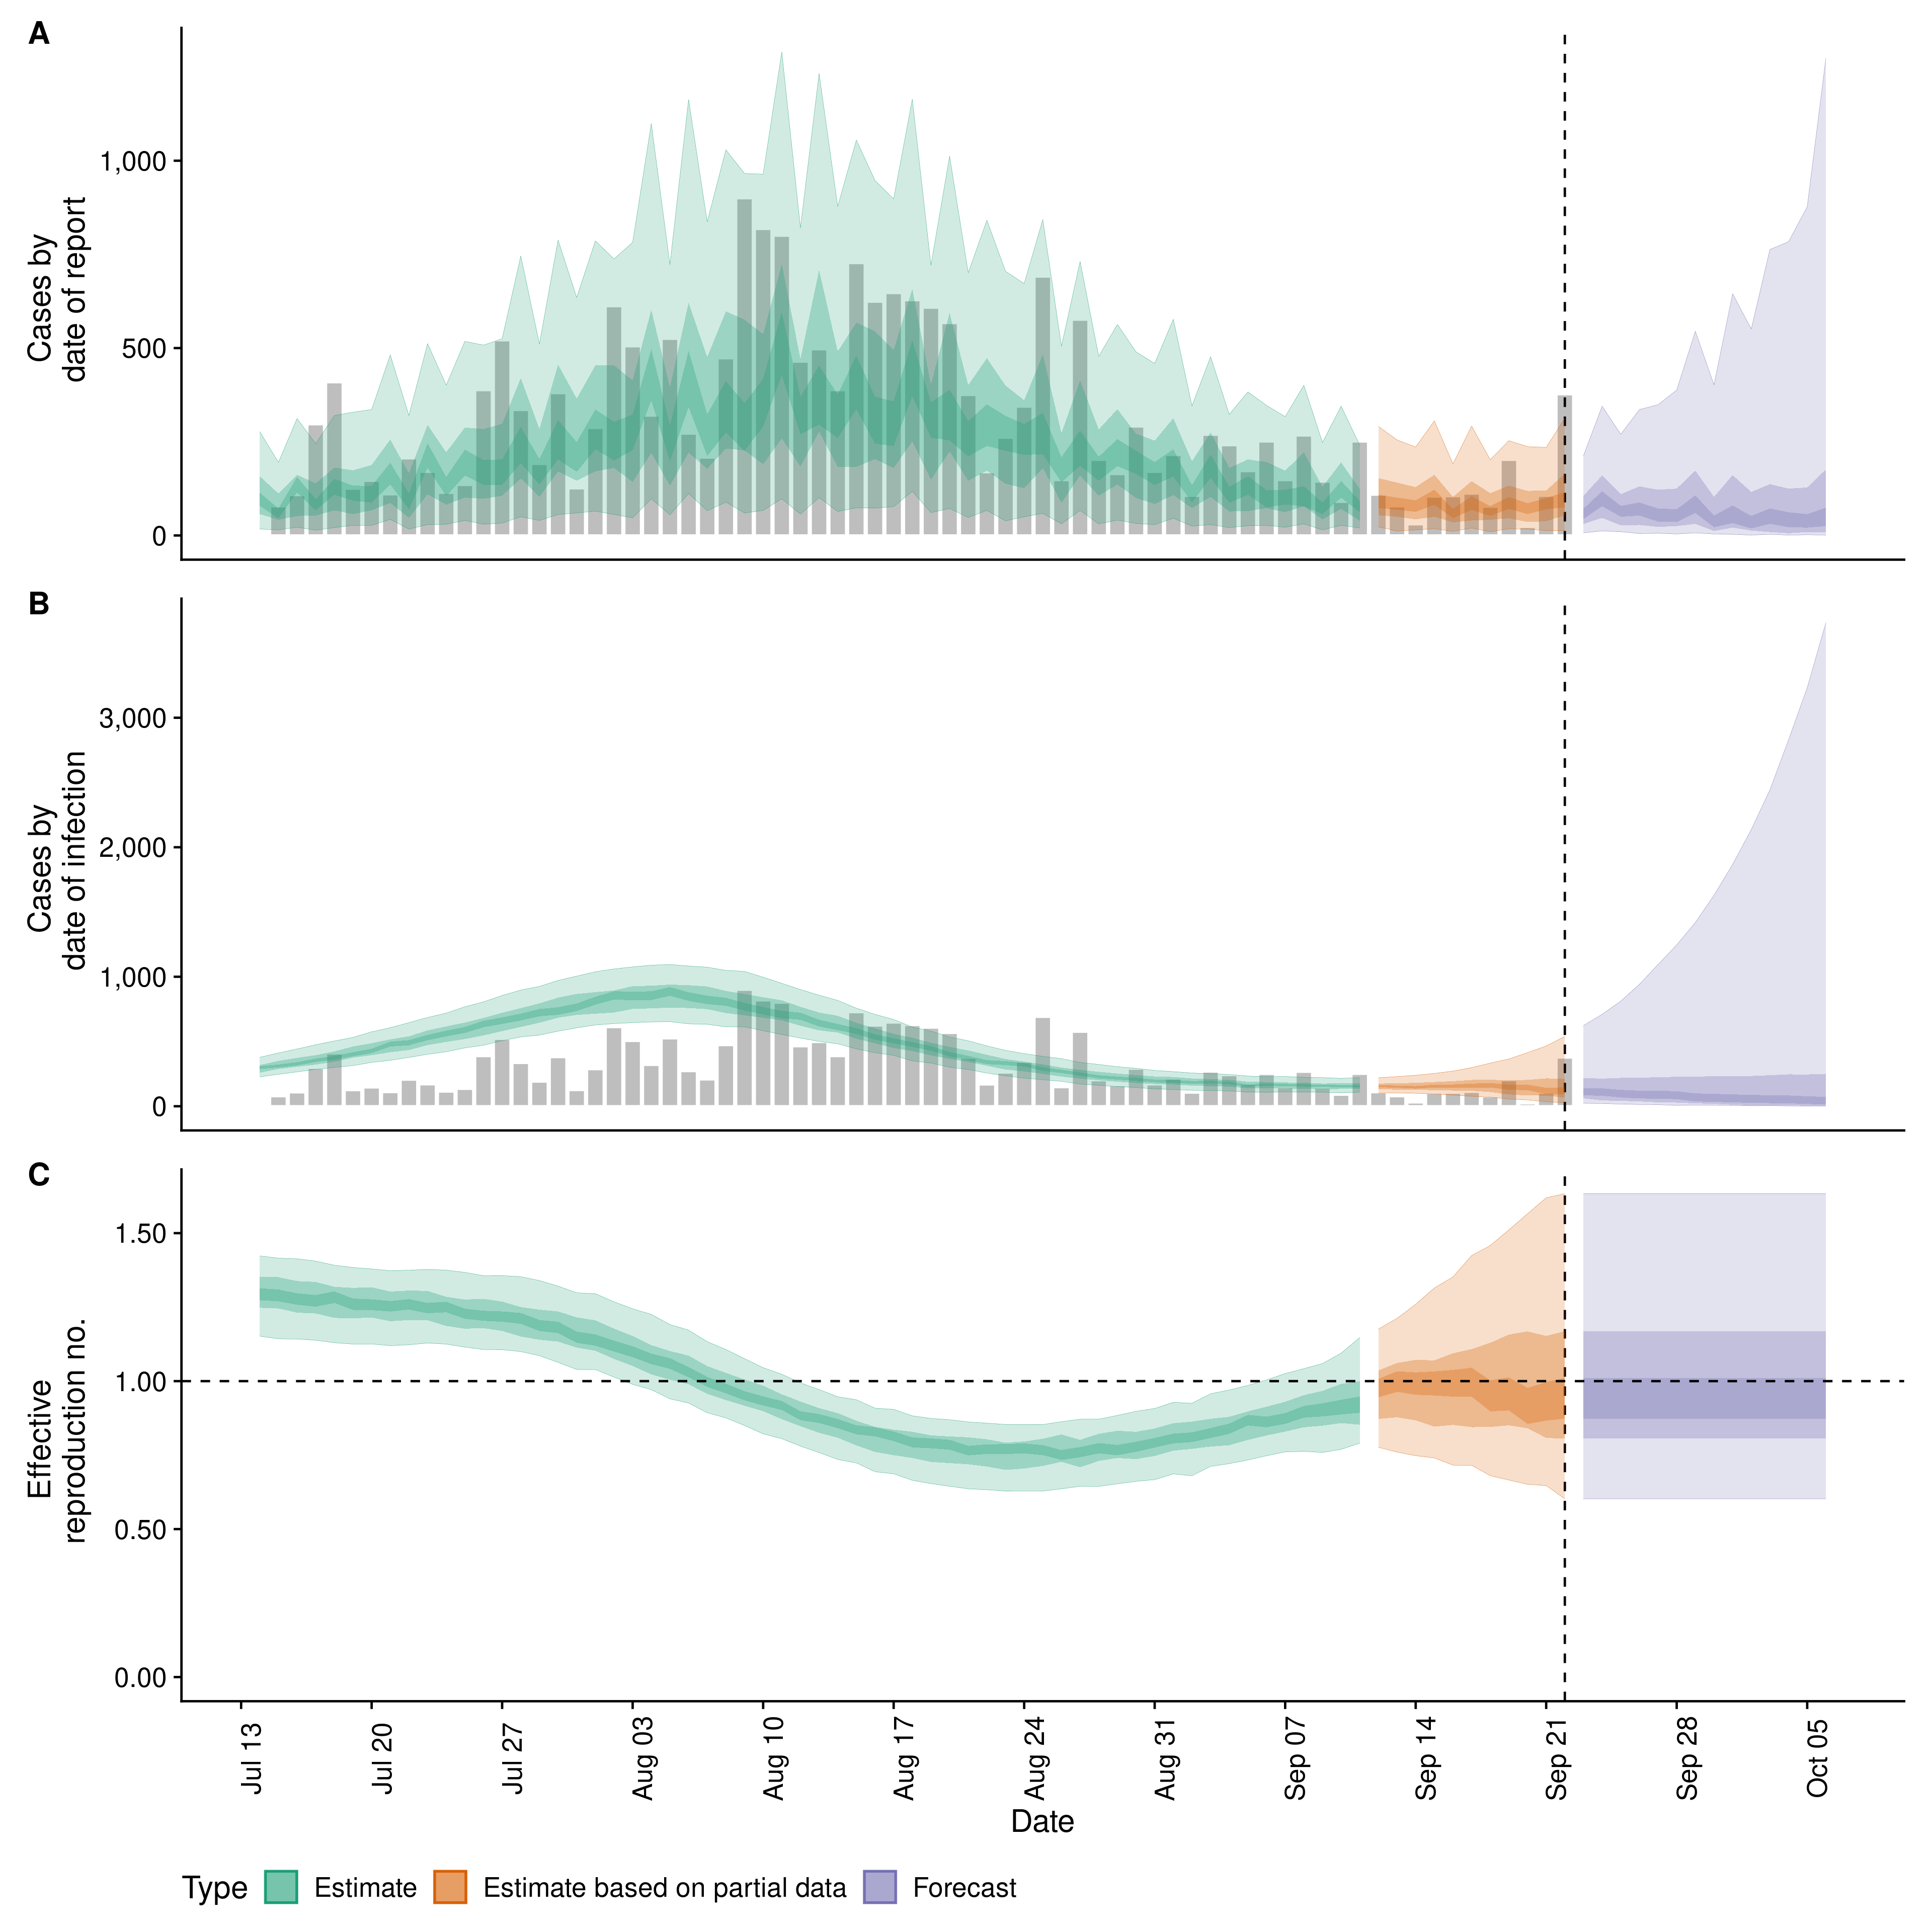 A
Cases by
date of report
1,000
500
0
B
Cases by
date of infection
3,000
2,000
1,000
0
C
Effective
reproduction no.
1.50
1.00
0.50
0.00
Jul 13
Jul 20
Jul 27
Aug 03
Aug 10
Aug 17
Aug 24
Aug 31
Sep 07
Sep 14
Sep 21
Sep 28
Oct 05
Date
Type Estimate Estimate based on partial data Forecast